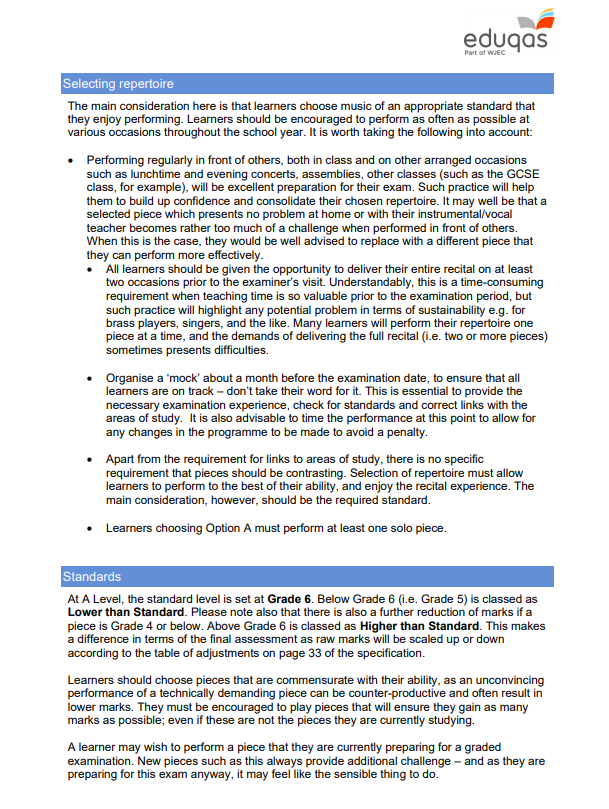 eduqas
Part of WJEC
Selecting repertoire
The main consideration here is that learners choose music of an appropriate standard that
they enjoy performing. Learners should be encouraged to perform as often as possible at
various occasions throughout the school year. It is worth taking the following into account:
• Performing regularly in front of others, both in class and on other arranged occasions
such as lunchtime and evening concerts, assemblies, other classes (such as the GCSE
class, for example), will be excellent preparation for their exam. Such practice will help
them to build up confidence and consolidate their chosen repertoire. It may well be that a
selected piece which presents no problem at home or with their instrumental/vocal
teacher becomes rather too much of a challenge when performed in front of others.
When this is the case, they would be well advised to replace with a different piece that
they can perform more effectively.
• All learners should be given the opportunity to deliver their entire recital on at least
two occasions prior to the examiner's visit. Understandably, this is a time-consuming
requirement when teaching time is so valuable prior to the examination period, but
such practice will highlight any potential problem in terms of sustainability e.g. for
brass players, singers, and the like. Many learners will perform their repertoire one
piece at a time, and the demands of delivering the full recital (i.e. two or more pieces)
sometimes presents difficulties.
• Organise a ‘mock’ about a month before the examination date, to ensure that all
learners are on track – don't take their word for it. This is essential to provide the
necessary examination experience, check for standards and correct links with the
areas of study.  It is also advisable to time the performance at this point to allow for
any changes in the programme to be made to avoid a penalty.
• Apart from the requirement for links to areas of study, there is no specific
requirement that pieces should be contrasting. Selection of repertoire must allow
learners to perform to the best of their ability, and enjoy the recital experience. The
main consideration, however, should be the required standard.
• Learners choosing Option A must perform at least one solo piece.
Standards
At A Level, the standard level is set at Grade 6. Below Grade 6 (i.e. Grade 5) is classed as
Lower than Standard. Please note also that there is also a further reduction of marks if a
piece is Grade 4 or below. Above Grade 6 is classed as Higher than Standard. This makes
a difference in terms of the final assessment as raw marks will be scaled up or down
according to the table of adjustments on page 33 of the specification.
Learners should choose pieces that are commensurate with their ability, as an unconvincing
performance of a technically demanding piece can be counter-productive and often result in
lower marks. They must be encouraged to play pieces that will ensure they gain as many
marks as possible; even if these are not the pieces they are currently studying.
A learner may wish to perform a piece that they are currently preparing for a graded
examination. New pieces such as this always provide additional challenge – and as they are
preparing for this exam anyway, it may feel like the sensible thing to do.